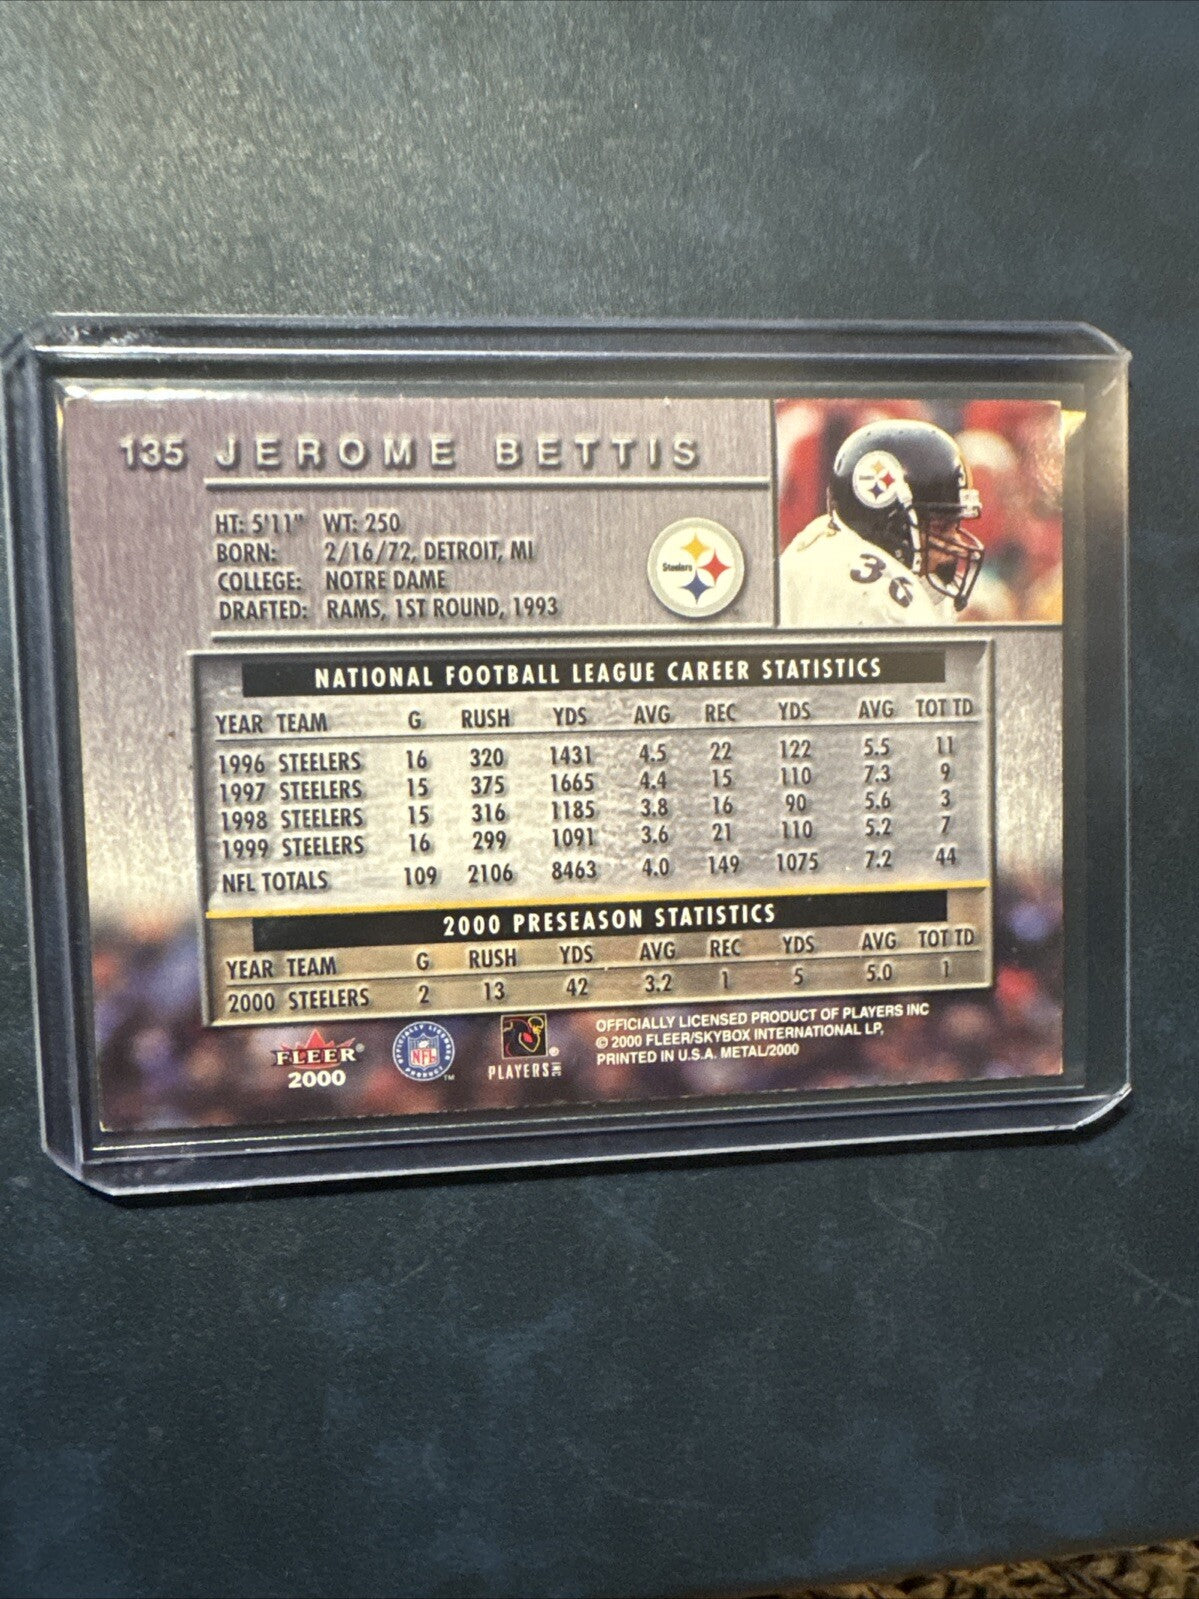 135 JEROME BETTIS
HT: 5'11" WT: 250
BORN: 2/16/72, DETROIT, MI
COLLEGE: NOTRE DAME
DRAFTED: RAMS, 1ST ROUND, 1993
Steelers
36
NATIONAL FOOTBALL LEAGUE CAREER STATISTICS
YEAR TEAM G RUSH YDS AVG REC YDS AVG TOT TD
1996 STEELERS 16 320 1431 4.5 22 122 5.5 11
1997 STEELERS 15 375 1665 4.4 15 110 7.3 9
1998 STEELERS 15 316 1185 3.8 16 90 5.6 3
1999 STEELERS 16 299 1091 3.6 21 110 5.2 7
NFL TOTALS 109 2106 8463 4.0 149 1075 7.2 44
2000 PRESEASON STATISTICS
YEAR TEAM G RUSH YDS AVG REC YDS AVG TOT TD
2000 STEELERS 2 13 42 3.2 1 5 5.0 1
FLEER®
2000
OFFICIALLY LICENSED PRODUCT
NFL
TM
PLAYERS INC
®
OFFICIALLY LICENSED PRODUCT OF PLAYERS INC
© 2000 FLEER/SKYBOX INTERNATIONAL LP,
PRINTED IN U.S.A. METAL/2000